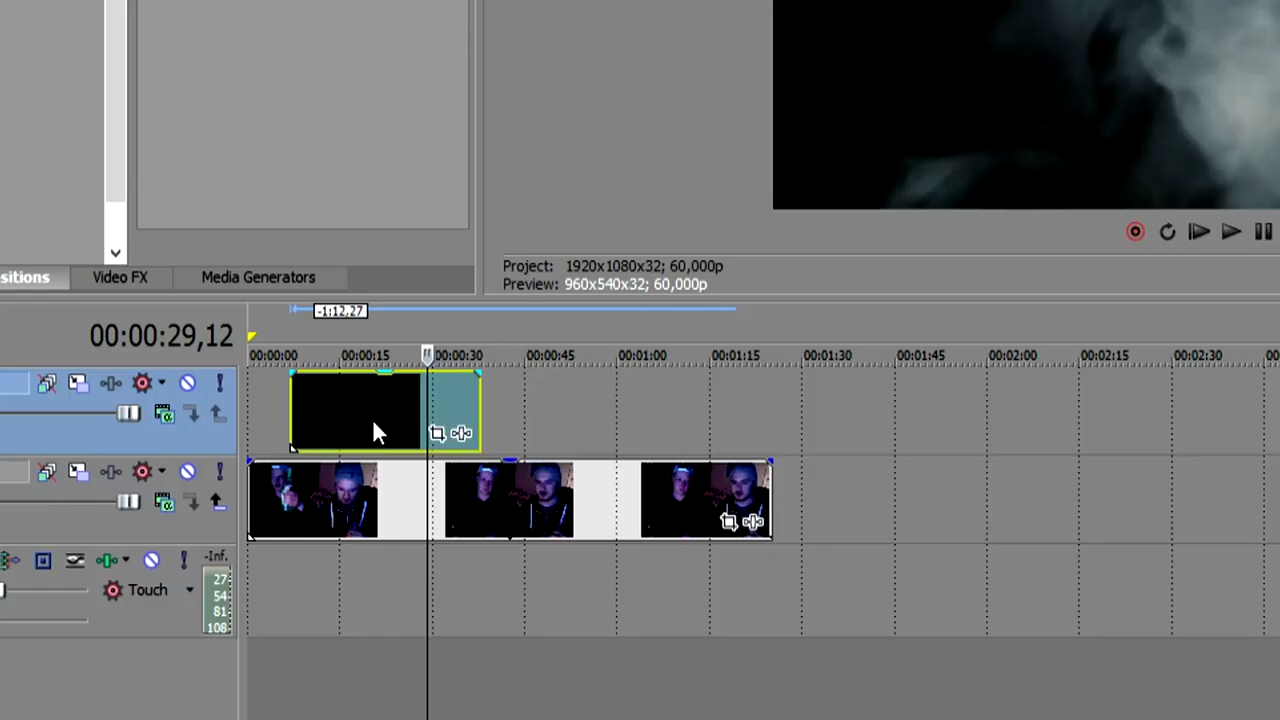 sitions Video FX Media Generators
Project: 1920x1080x32; 60,000p
Preview: 960x540x32; 60,000p
-1:12,27
00:00:29,12
00:00:00 00:00:15 00:00:30 00:00:45 00:01:00 00:01:15 00:01:30 00:01:45 00:02:00 00:02:15 00:02:30 00
-Inf.
27
54
Touch
81
108